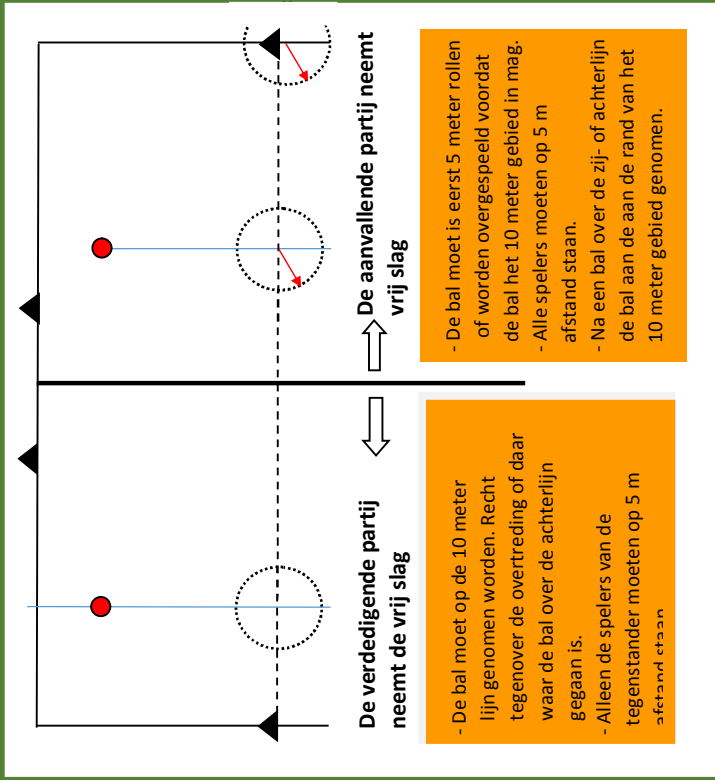 De verdedigende partij
neemt de vrij slag
- De bal moet op de 10 meter
lijn genomen worden. Recht
tegenover de overtreding of daar
waar de bal over de achterlijn
gegaan is.
- Alleen de spelers van de
tegenstander moeten op 5 m
afstand staan
De aanvallende partij neemt
vrij slag
- De bal moet is eerst 5 meter rollen
of worden overgespeeld voordat
de bal het 10 meter gebied in mag.
- Alle spelers moeten op 5 m
afstand staan.
- Na een bal over de zij- of achterlijn
de bal aan de aan de rand van het
10 meter gebied genomen.